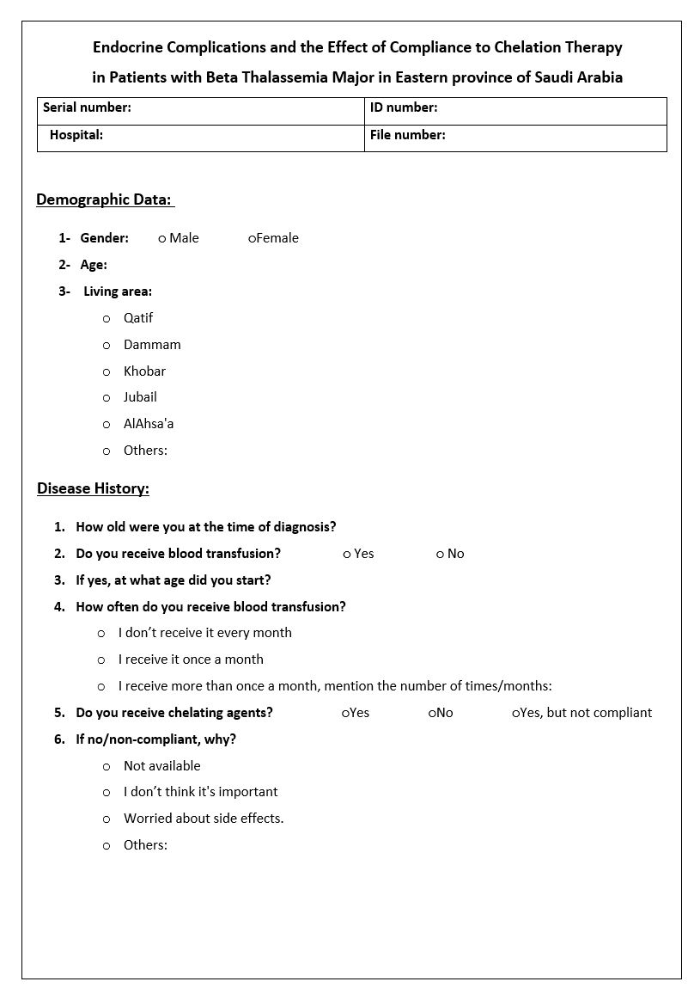 Endocrine Complications and the Effect of Compliance to Chelation Therapy
in Patients with Beta Thalassemia Major in Eastern province of Saudi Arabia
Serial number: ID number:
Hospital: File number:
Demographic Data:
1- Gender: o Male oFemale
2- Age:
3- Living area:
o Qatif
o Dammam
o Khobar
o Jubail
o AlAhsa'a
o Others:
Disease History:
1. How old were you at the time of diagnosis?
2. Do you receive blood transfusion? o Yes o No
3. If yes, at what age did you start?
4. How often do you receive blood transfusion?
o I don’t receive it every month
o I receive it once a month
o I receive more than once a month, mention the number of times/months:
5. Do you receive chelating agents? oYes oNo oYes, but not compliant
6. If no/non-compliant, why?
o Not available
o I don’t think it's important
o Worried about side effects.
o Others: